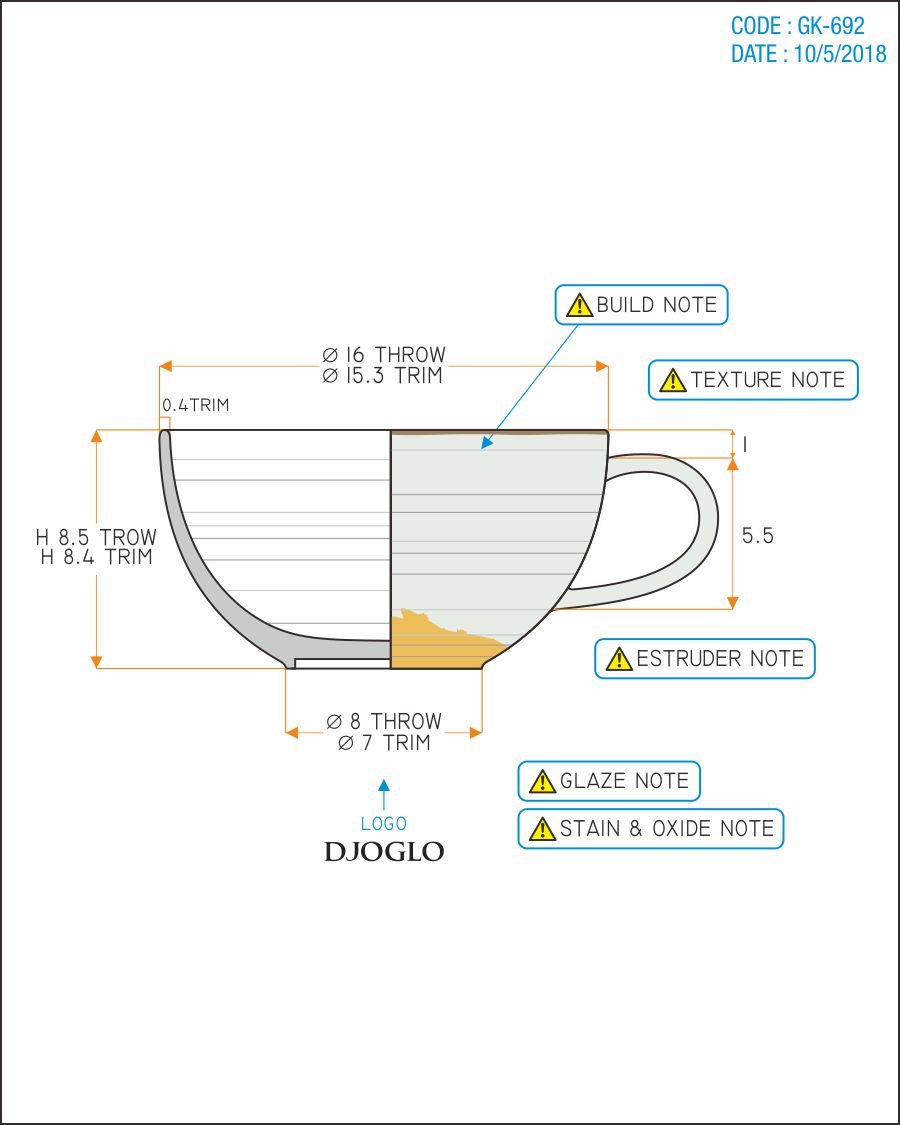 CODE : GK-692
DATE : 10/5/2018
BUILD NOTE
Ø 16 THROW
Ø 15.3 TRIM
TEXTURE NOTE
0.4TRIM
1
H 8.5 TROW
H 8.4 TRIM
5.5
ESTRUDER NOTE
Ø 8 THROW
Ø 7 TRIM
GLAZE NOTE
LOGO
STAIN & OXIDE NOTE
DJOGLO